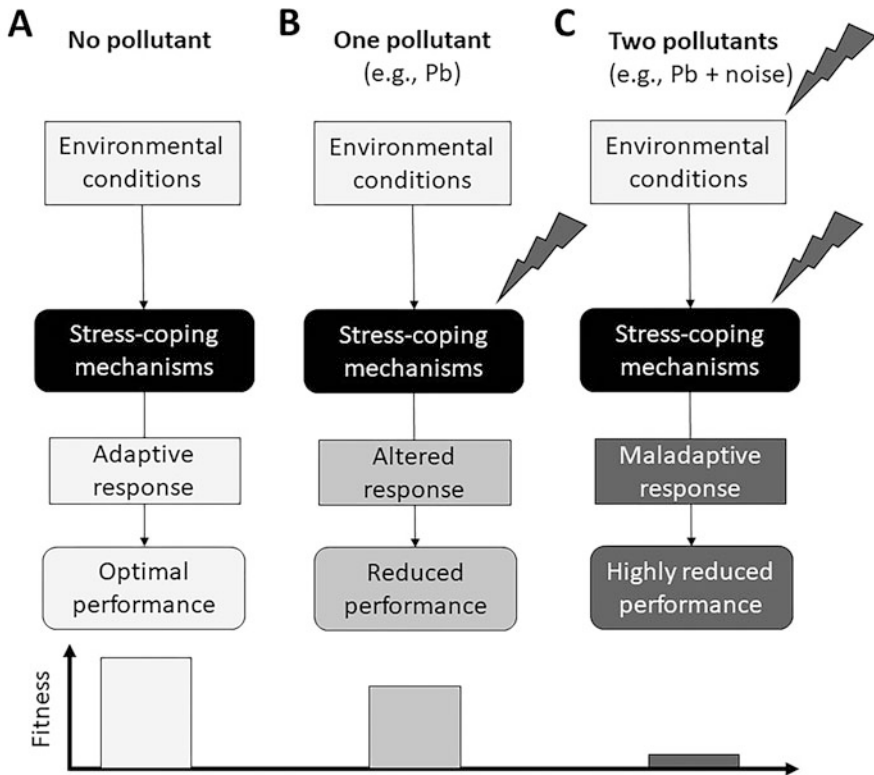 A
No pollutant
Environmental
conditions
Stress-coping
mechanisms
Adaptive
response
Optimal
performance
B
One pollutant
(e.g., Pb)
Environmental
conditions
Stress-coping
mechanisms
Altered
response
Reduced
performance
C
Two pollutants
(e.g., Pb + noise)
Environmental
conditions
Stress-coping
mechanisms
Maladaptive
response
Highly reduced
performance
Fitness